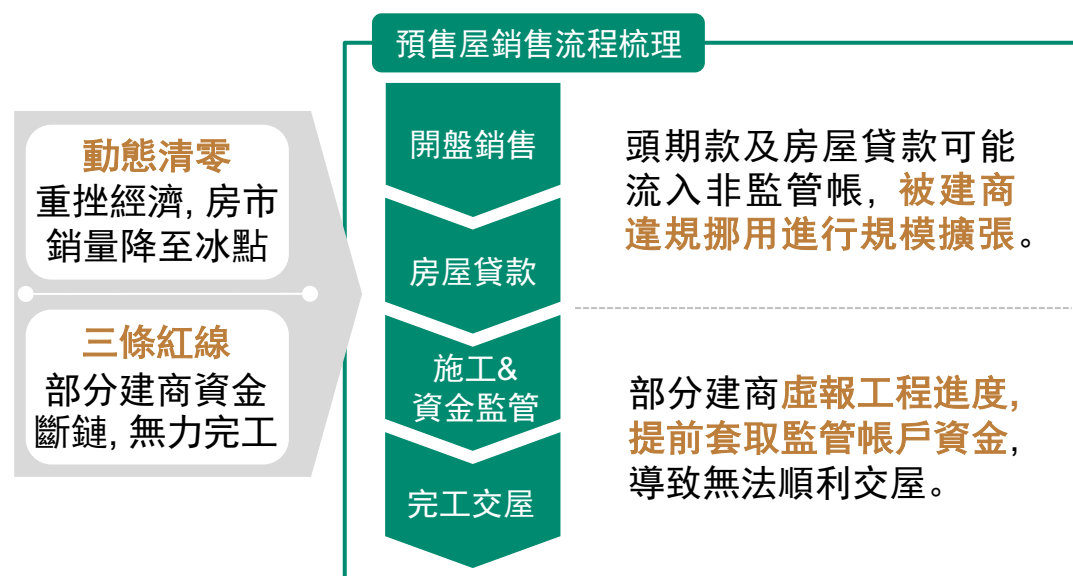 預售屋銷售流程梳理
動態清零
重挫經濟, 房市
銷量降至冰點
三條紅線
部分建商資金
斷鏈, 無力完工
開盤銷售
房屋貸款
施工&
資金監管
完工交屋
頭期款及房屋貸款可能
流入非監管帳, 被建商
違規挪用進行規模擴張。
部分建商虛報工程進度,
提前套取監管帳戶資金,
導致無法順利交屋。